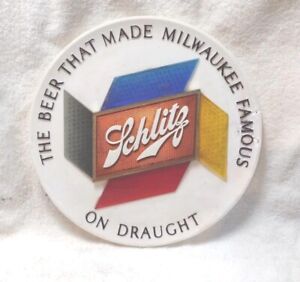 THE BEER THAT MADE MILWAUKEE FAMOUS
Schlitz
ON DRAUGHT